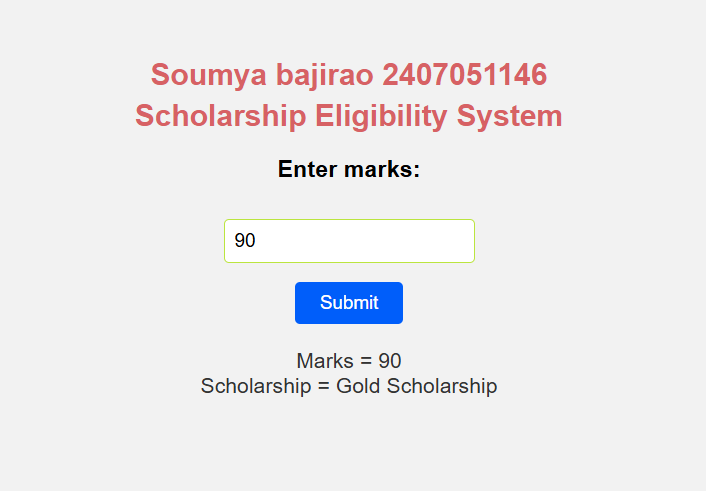 Soumya bajirao 2407051146
Scholarship Eligibility System
Enter marks:
90
Submit
Marks = 90
Scholarship = Gold Scholarship